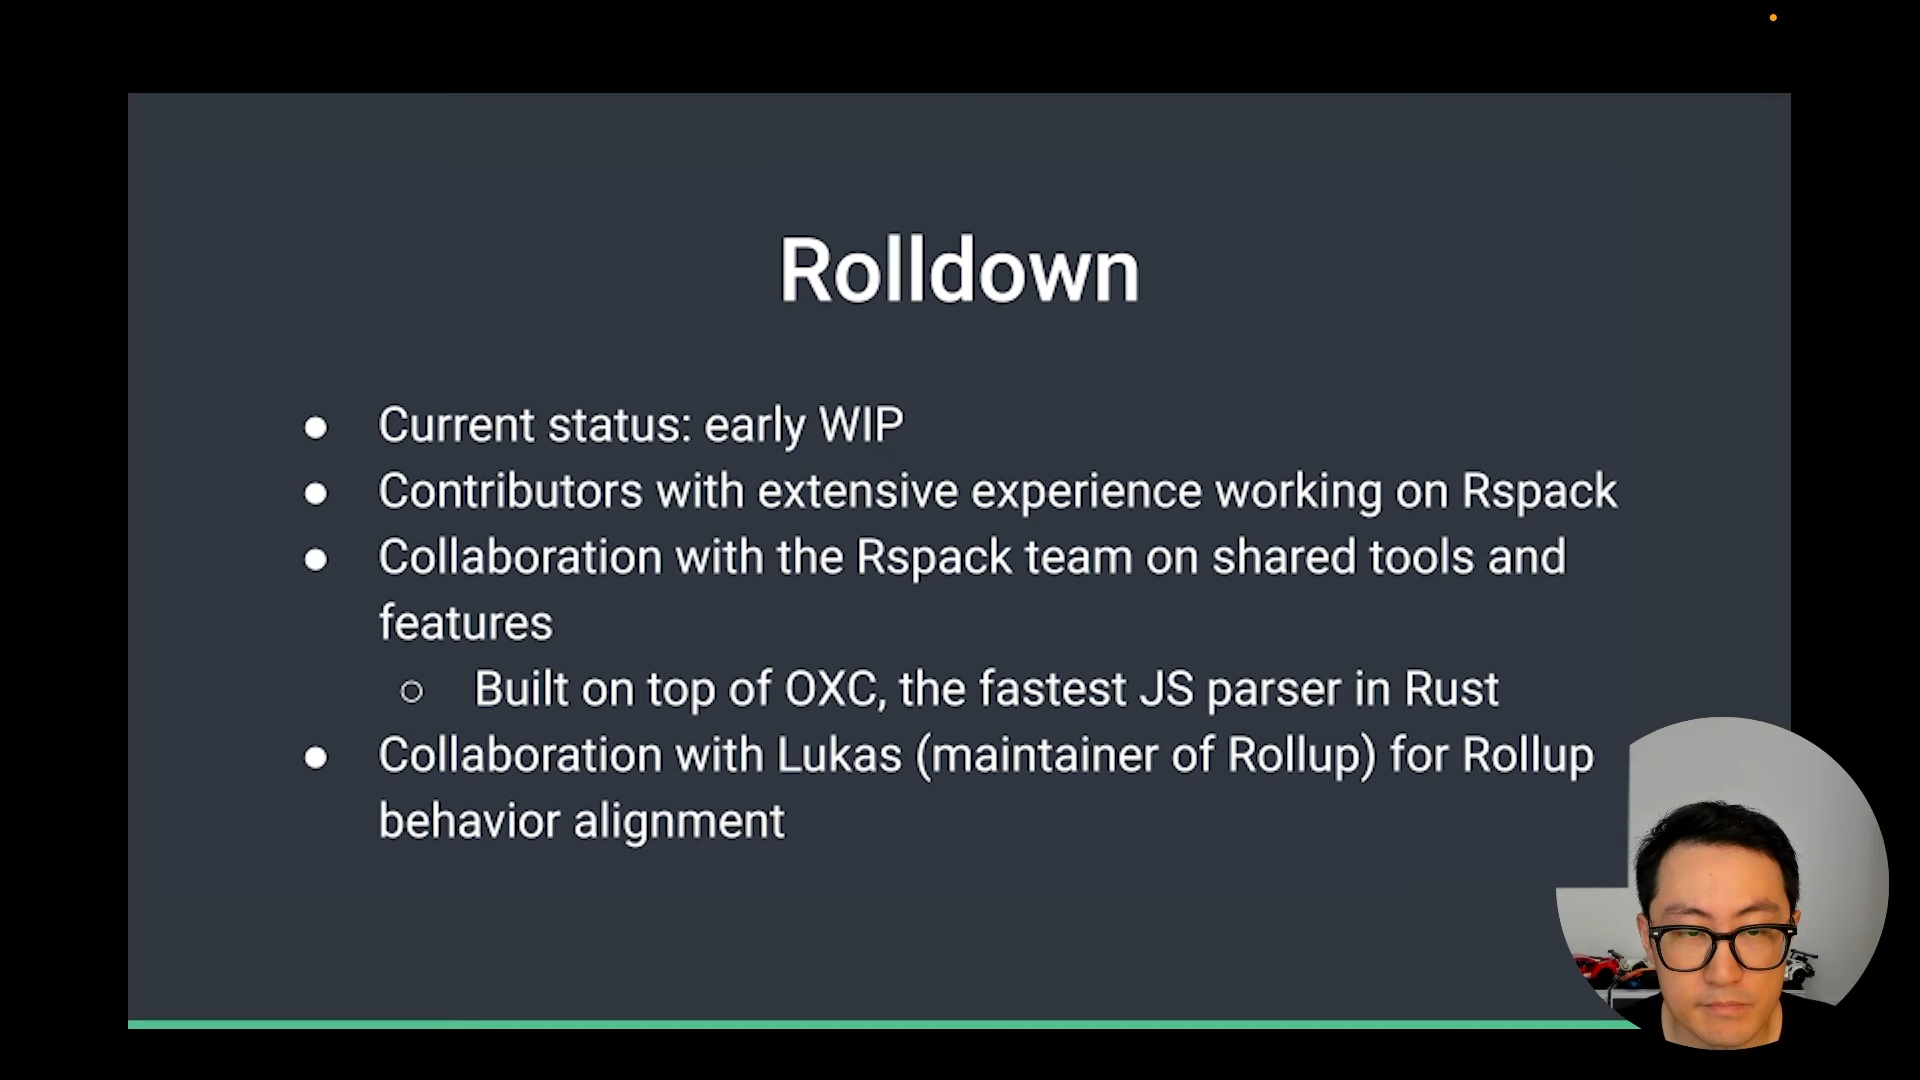 Rolldown
● Current status: early WIP
● Contributors with extensive experience working on Rspack
● Collaboration with the Rspack team on shared tools and
features
○ Built on top of OXC, the fastest JS parser in Rust
● Collaboration with Lukas (maintainer of Rollup) for Rollup
behavior alignment